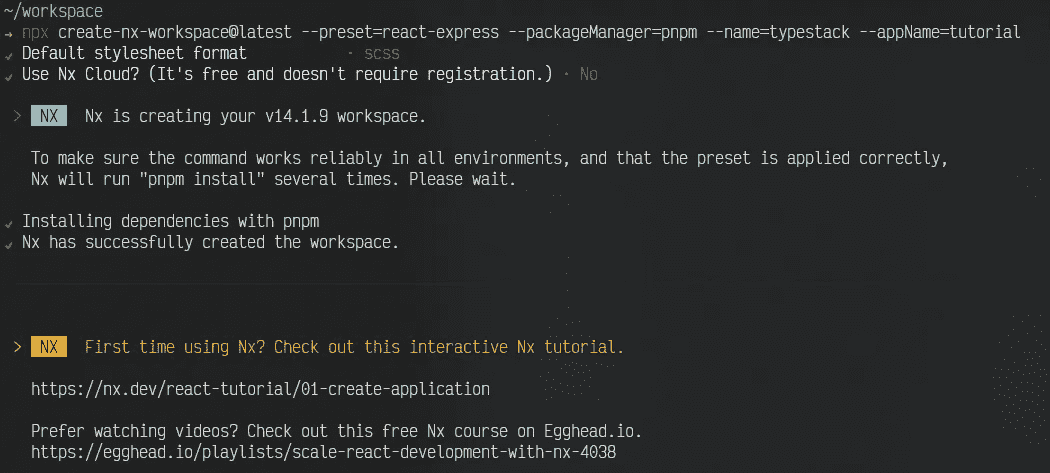 ~/workspace
→ npx create-nx-workspace@latest --preset=react-express --packageManager=pnpm --name=typestack --appName=tutorial
✔ Default stylesheet format · scss
✔ Use Nx Cloud? (It's free and doesn't require registration.) · No
> NX Nx is creating your v14.1.9 workspace.
To make sure the command works reliably in all environments, and that the preset is applied correctly,
Nx will run "pnpm install" several times. Please wait.
✔ Installing dependencies with pnpm
✔ Nx has successfully created the workspace.
> NX First time using Nx? Check out this interactive Nx tutorial.
https://nx.dev/react-tutorial/01-create-application
Prefer watching videos? Check out this free Nx course on Egghead.io.
https://egghead.io/playlists/scale-react-development-with-nx-4038